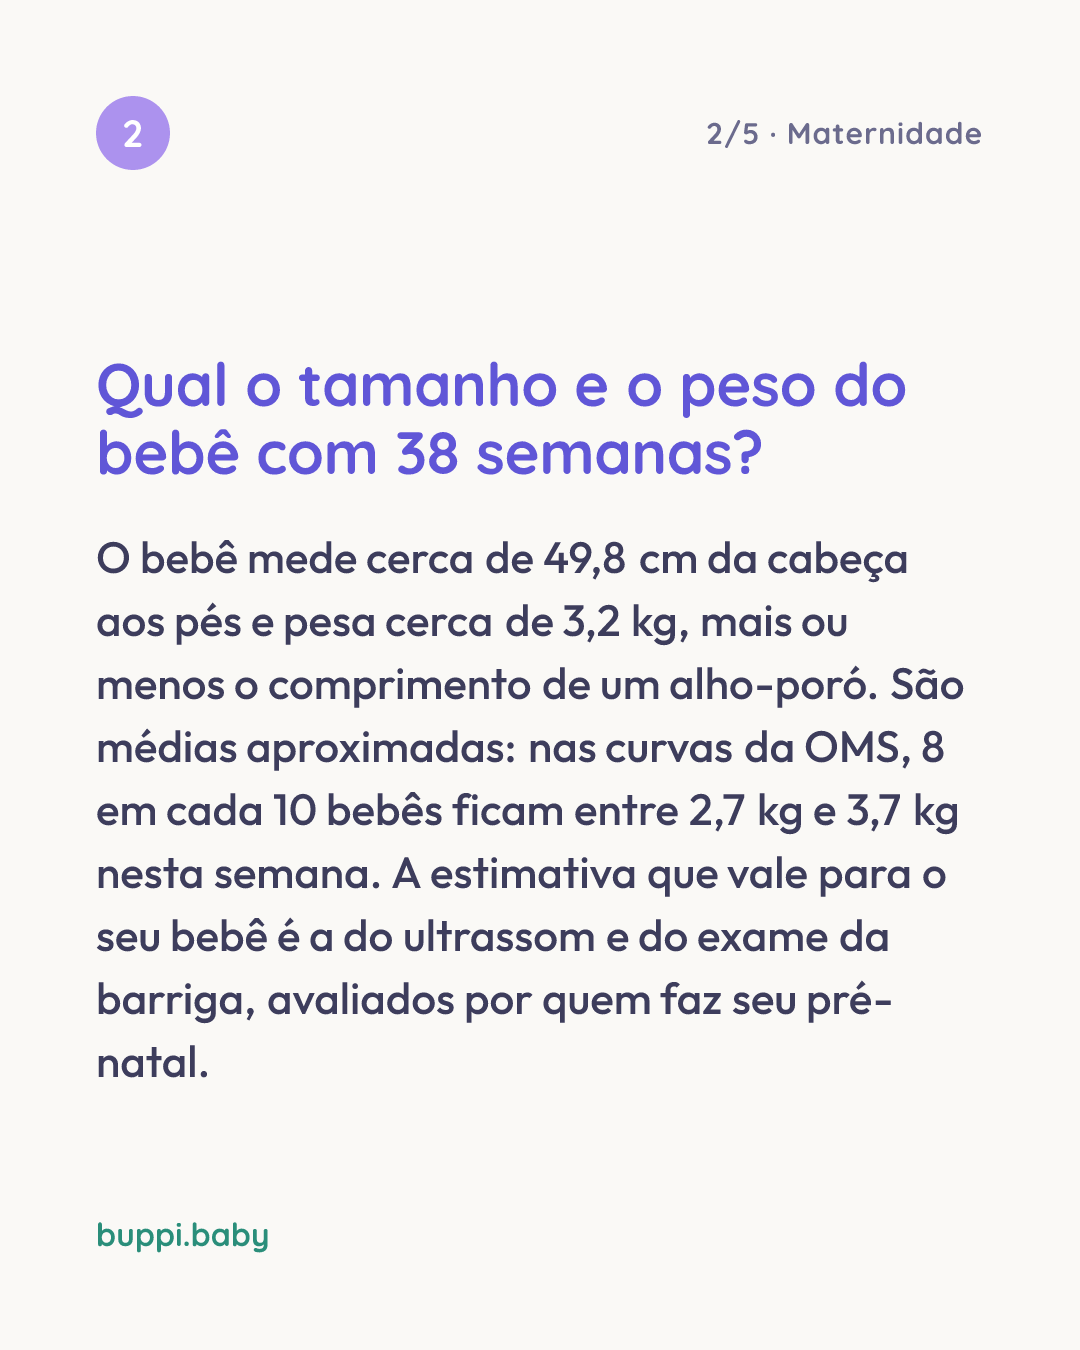 2
2/5 · Maternidade
Qual o tamanho e o peso do
bebê com 38 semanas?
O bebê mede cerca de 49,8 cm da cabeça
aos pés e pesa cerca de 3,2 kg, mais ou
menos o comprimento de um alho-poró. São
médias aproximadas: nas curvas da OMS, 8
em cada 10 bebês ficam entre 2,7 kg e 3,7 kg
nesta semana. A estimativa que vale para o
seu bebê é a do ultrassom e do exame da
barriga, avaliados por quem faz seu pré-
natal.
buppi.baby